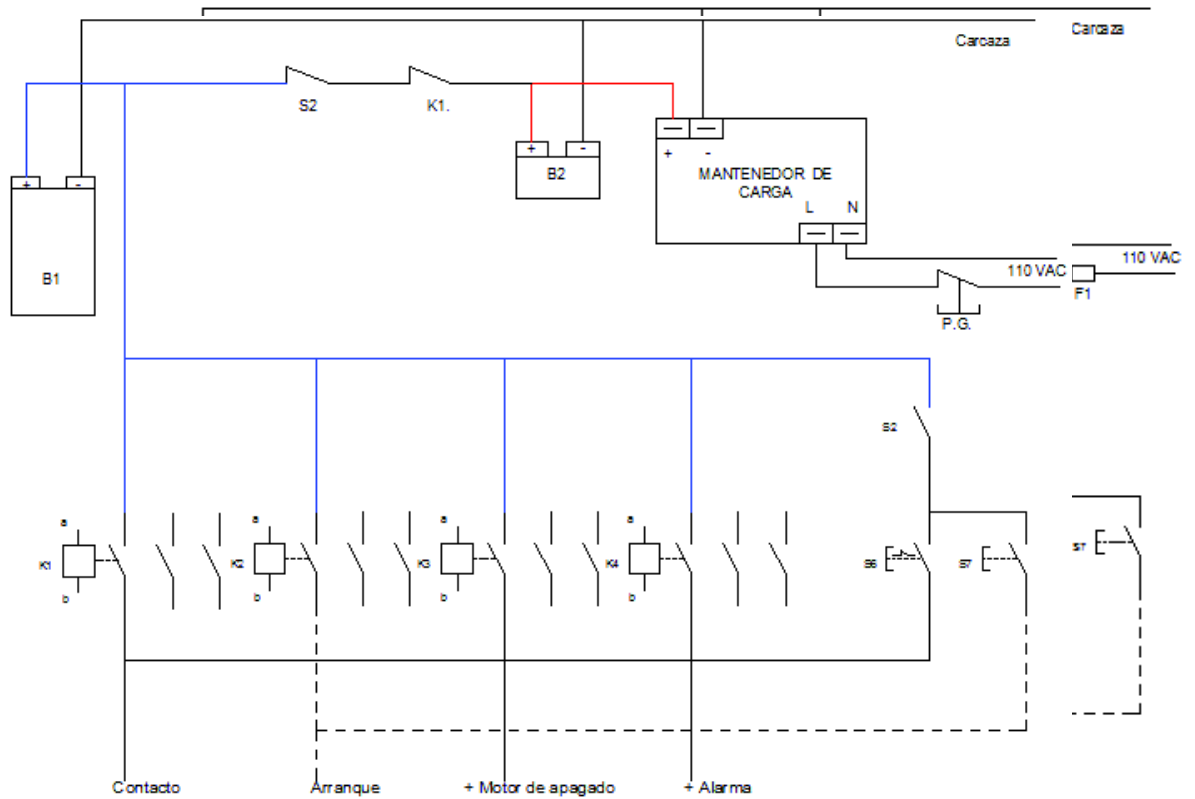 Carcaza
Carcaza
S2
K1.
+
-
B1
+
-
B2
+
-
MANTENEDOR DE
CARGA
L
N
110 VAC
110 VAC
F1
P.G.
S2
a
K1
b
a
K2
b
a
K3
b
a
K4
b
S6
S7
S7
Contacto
Arranque
+ Motor de apagado
+ Alarma